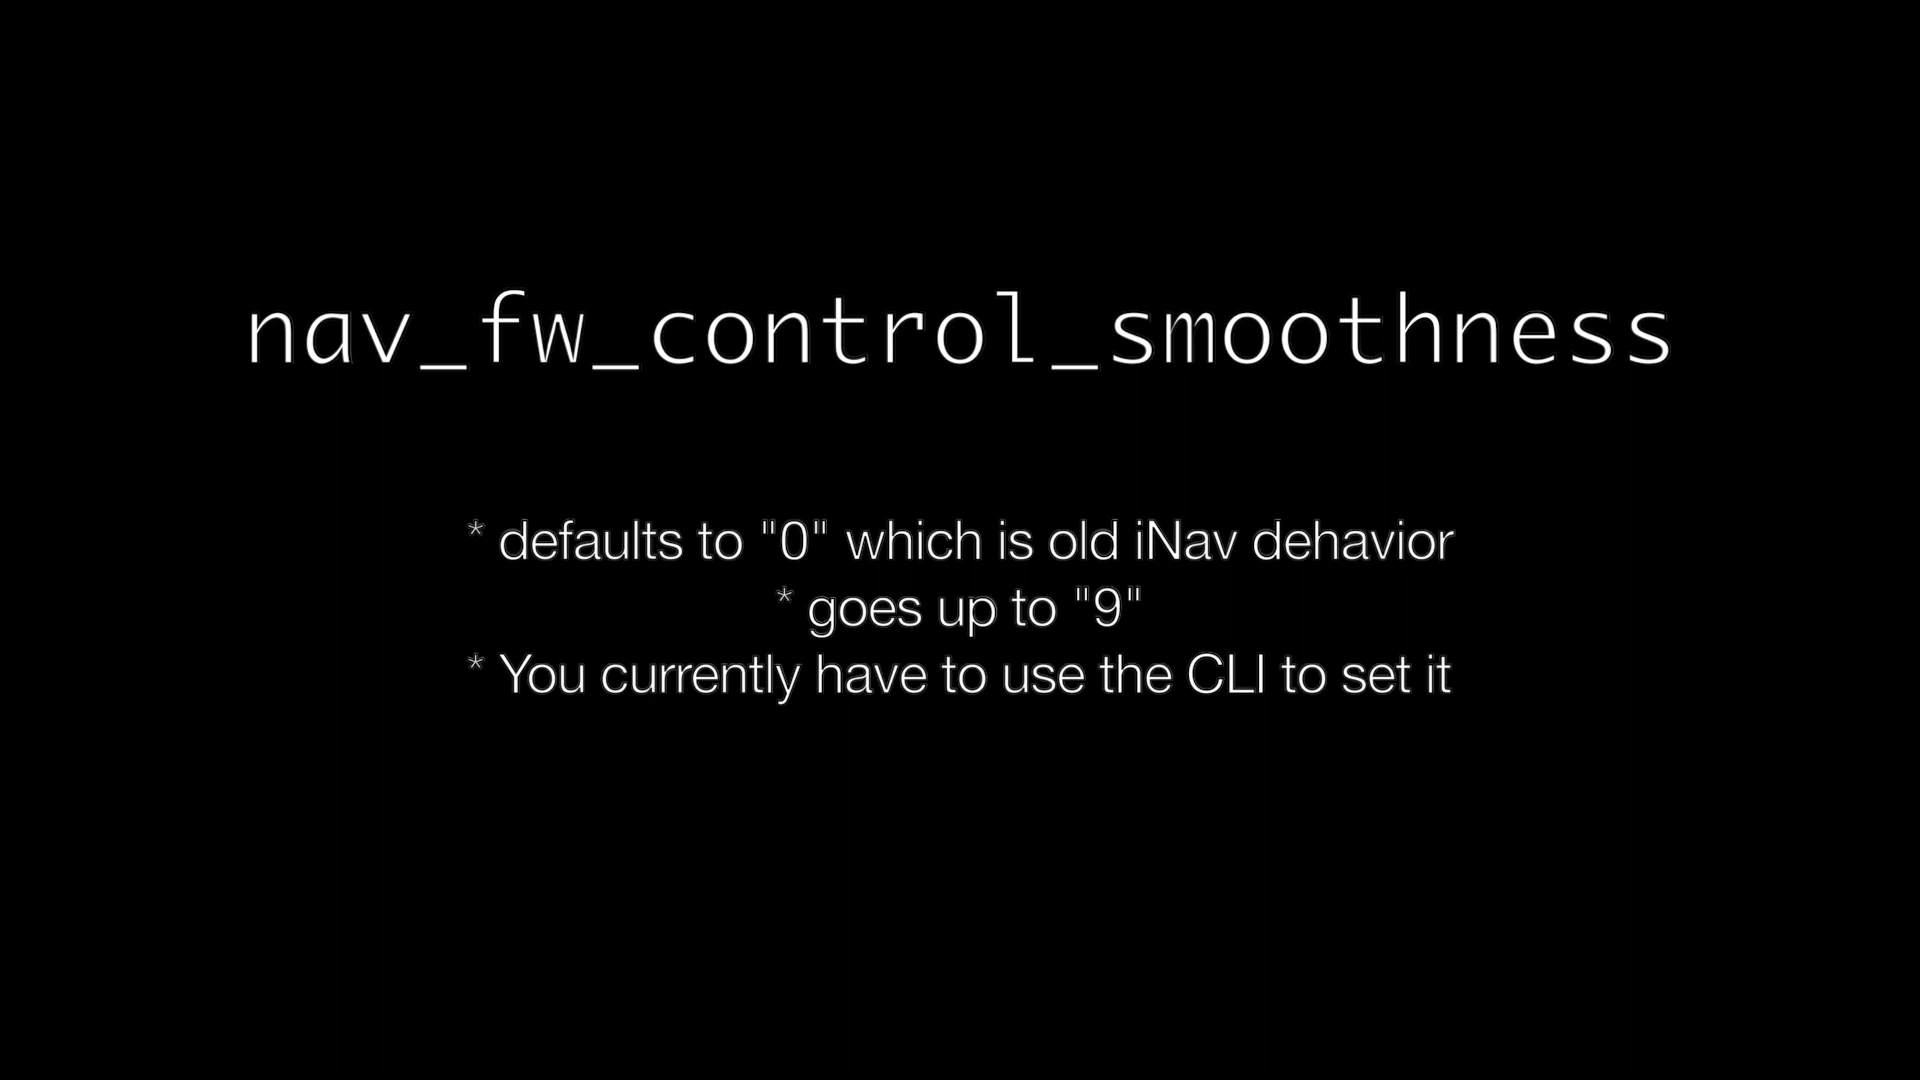 nav_fw_control_smoothness
* defaults to "0" which is old iNav dehavior
* goes up to "9"
* You currently have to use the CLI to set it